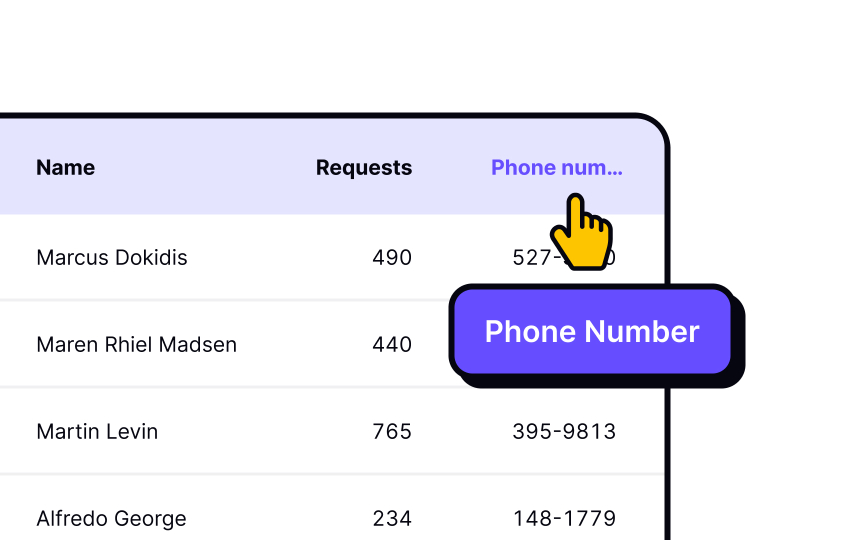 Name Requests Phone num...
Marcus Dokidis 490
Phone Number
Maren Rhiel Madsen 440
Martin Levin 765 395-9813
Alfredo George 234 148-1779